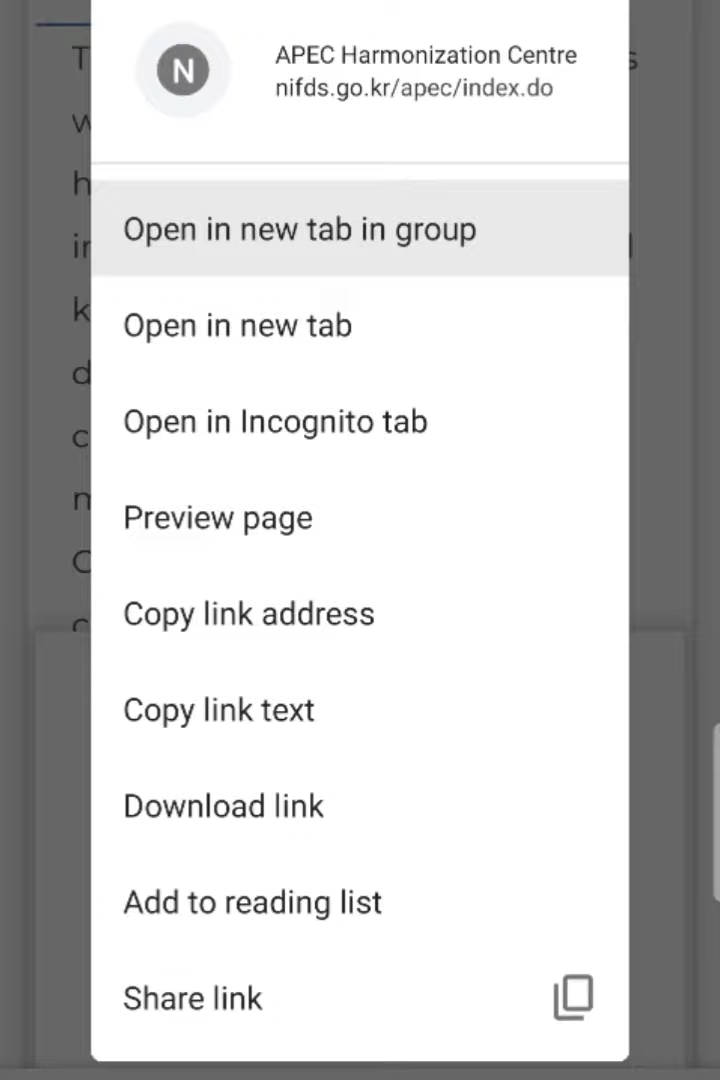 N
APEC Harmonization Centre
nifds.go.kr/apec/index.do
Open in new tab in group
Open in new tab
Open in Incognito tab
Preview page
Copy link address
Copy link text
Download link
Add to reading list
Share link